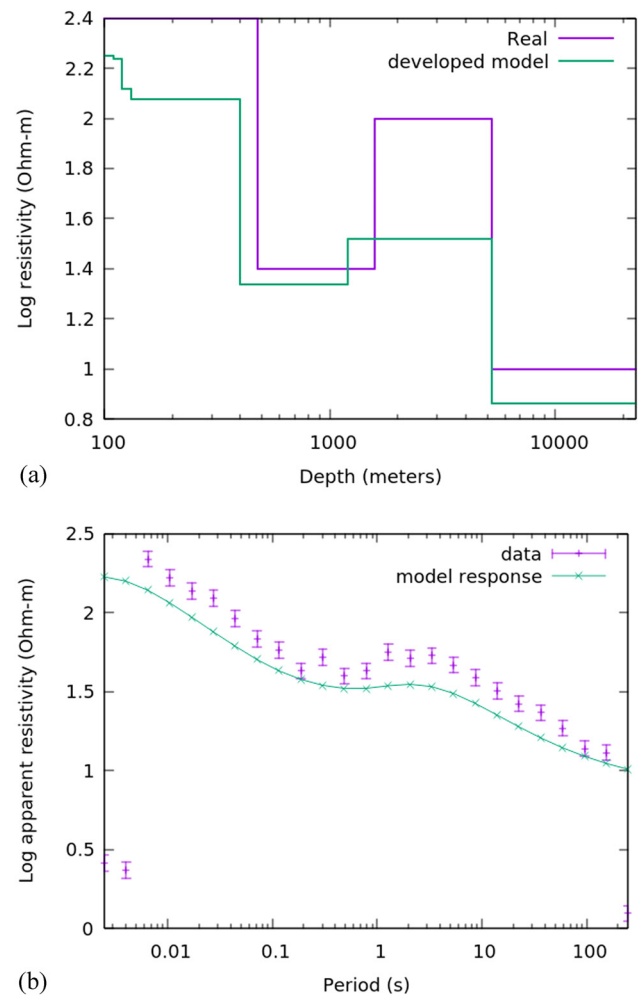 2.4
2.2
2
1.8
1.6
1.4
1.2
1
0.8
Log resistivity (Ohm-m)
Real
developed model
100
1000
10000
Depth (meters)
(a)
2.5
2
1.5
1
0.5
0
Log apparent resistivity (Ohm-m)
data
model response
0.01
0.1
1
10
100
Period (s)
(b)